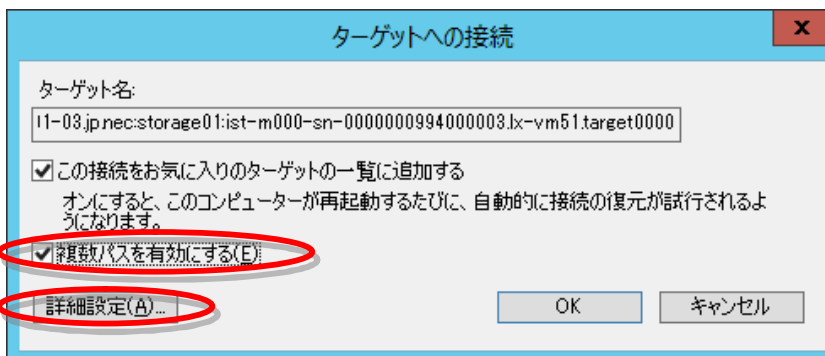 ターゲットへの接続
x
ターゲット名:
11-03.jp.nec:storage01:ist-m000-sn-0000000994000003.lx-vm51.target0000
この接続をお気に入りのターゲットの一覧に追加する
オンにすると、このコンピューターが再起動するたびに、自動的に接続の復元が試行されるよ
うになります。
複数パスを有効にする(E)
詳細設定(A)... OK キャンセル